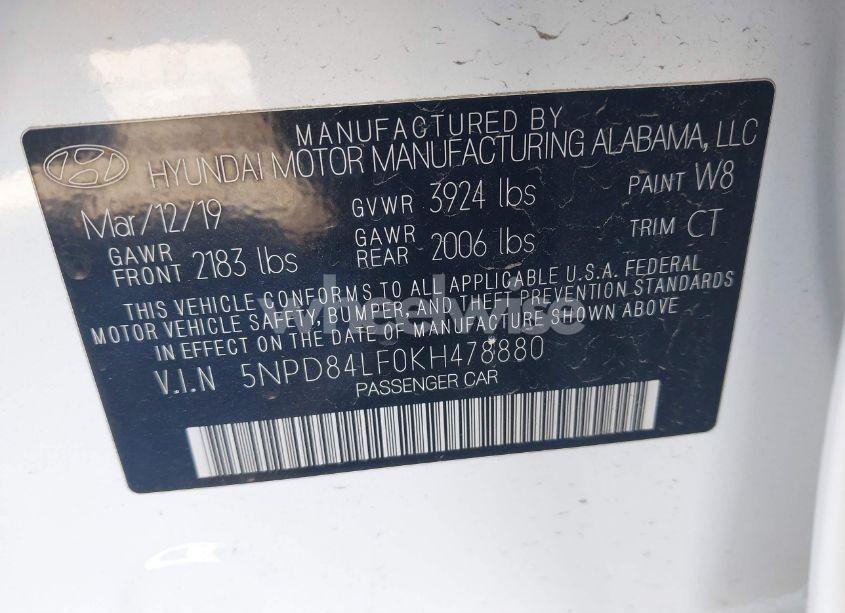 MANUFACTURED BY
HYUNDAI MOTOR MANUFACTURING ALABAMA, LLC
Mar/12/19 GVWR 3924 lbs PAINT W8
GAWR FRONT 2183 lbs GAWR REAR 2006 lbs TRIM CT
THIS VEHICLE CONFORMS TO ALL APPLICABLE U.S.A. FEDERAL
MOTOR VEHICLE SAFETY, BUMPER, AND THEFT PREVENTION STANDARDS
IN EFFECT ON THE DATE OF MANUFACTURE SHOWN ABOVE
V.I.N 5NPD84LF0KH478880
PASSENGER CAR
wheelwise